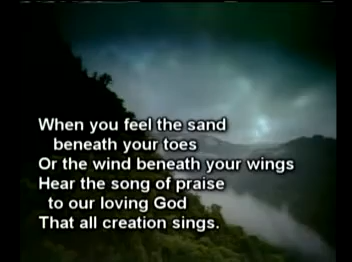 When you feel the sand
beneath your toes
Or the wind beneath your wings
Hear the song of praise
to our loving God
That all creation sings.